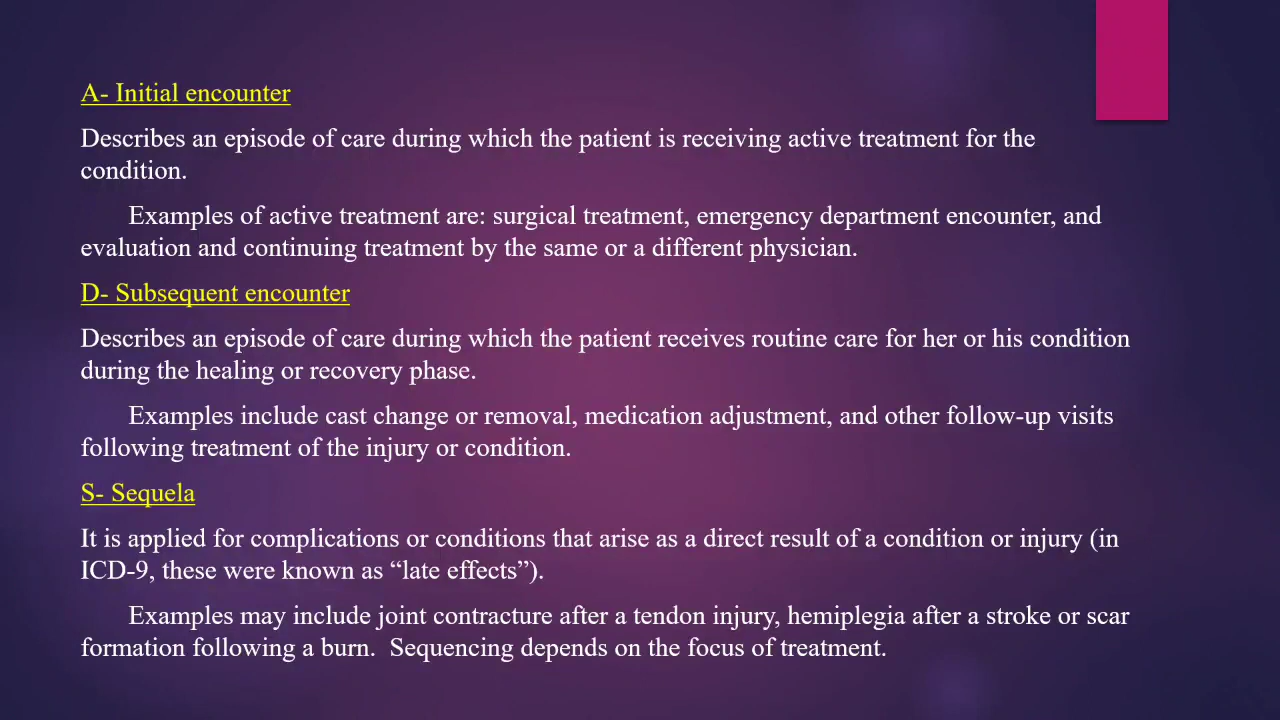 A- Initial encounter
Describes an episode of care during which the patient is receiving active treatment for the
condition.
Examples of active treatment are: surgical treatment, emergency department encounter, and
evaluation and continuing treatment by the same or a different physician.
D- Subsequent encounter
Describes an episode of care during which the patient receives routine care for her or his condition
during the healing or recovery phase.
Examples include cast change or removal, medication adjustment, and other follow-up visits
following treatment of the injury or condition.
S- Sequela
It is applied for complications or conditions that arise as a direct result of a condition or injury (in
ICD-9, these were known as “late effects”).
Examples may include joint contracture after a tendon injury, hemiplegia after a stroke or scar
formation following a burn.  Sequencing depends on the focus of treatment.